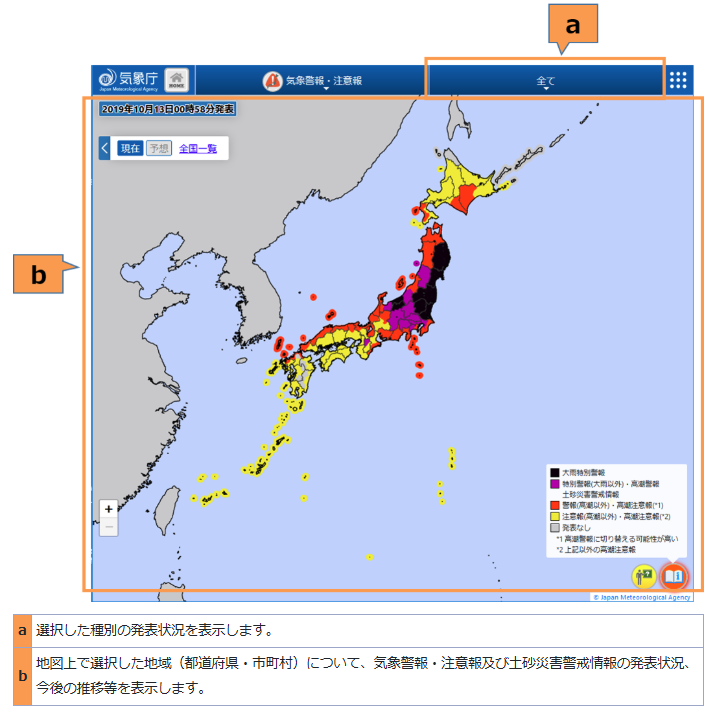 a
b
気象庁
Japan Meteorological Agency
HOME
気象警報・注意報
全て
2019年10月13日00時58分発表
現在
予想
全国一覧
+
−
大雨特別警報
特別警報(大雨以外)・高潮警報
土砂災害警戒情報
警報(高潮以外)・高潮注意報(*1)
注意報(高潮以外)・高潮注意報(*2)
発表なし
*1 高潮警報に切り替える可能性が高い
*2 上記以外の高潮注意報
© Japan Meteorological Agency
a 選択した種別の発表状況を表示します。
b 地図上で選択した地域（都道府県・市町村）について、気象警報・注意報及び土砂災害警戒情報の発表状況、
今後の推移等を表示します。